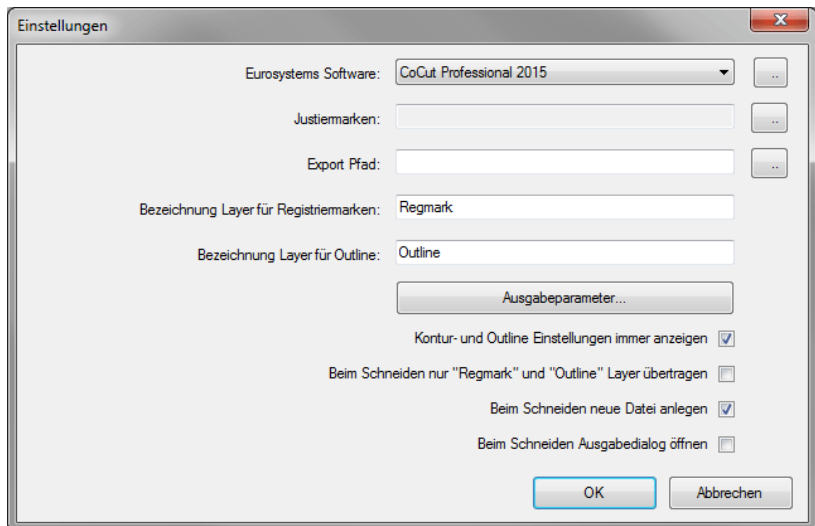 Einstellungen
Eurosystems Software: CoCut Professional 2015 ..
Justiermarken: ..
Export Pfad: ..
Bezeichnung Layer für Registriermarken: Regmark
Bezeichnung Layer für Outline: Outline
Ausgabeparameter...
Kontur- und Outline Einstellungen immer anzeigen
Beim Schneiden nur "Regmark" und "Outline" Layer übertragen
Beim Schneiden neue Datei anlegen
Beim Schneiden Ausgabedialog öffnen
OK Abbrechen